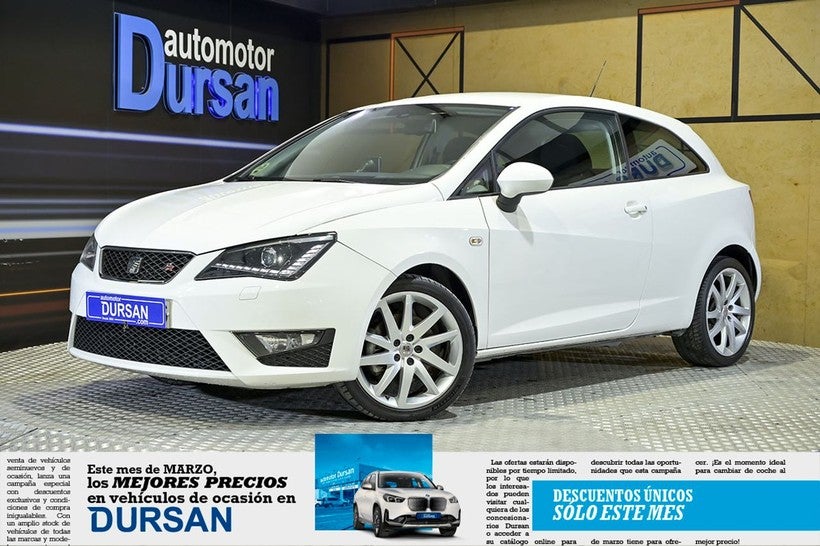 automotor
Dursan
automotor
DURSAN
.com
venta de vehículos
seminuevos y de
ocasión, lanza una
campaña especial
con descuentos
exclusivos y condi-
ciones de compra
inigualables. Con
un amplio stock de
vehículos de todas
las marcas y mode-
Este mes de MARZO,
los MEJORES PRECIOS
en vehículos de ocasión en
DURSAN
automotor Dursan
Las ofertas estarán dispo-
nibles por tiempo limitado,
por lo que
los interesa-
dos pueden
visitar cual-
quiera de los
concesiona-
rios Dursan
o acceder a
su catálogo online para
descubrir todas las oportu-
nidades que esta campaña
de marzo tiene para ofre-
cer. ¡Es el momento ideal
para cambiar de coche al
mejor precio!
DESCUENTOS ÚNICOS
SÓLO ESTE MES